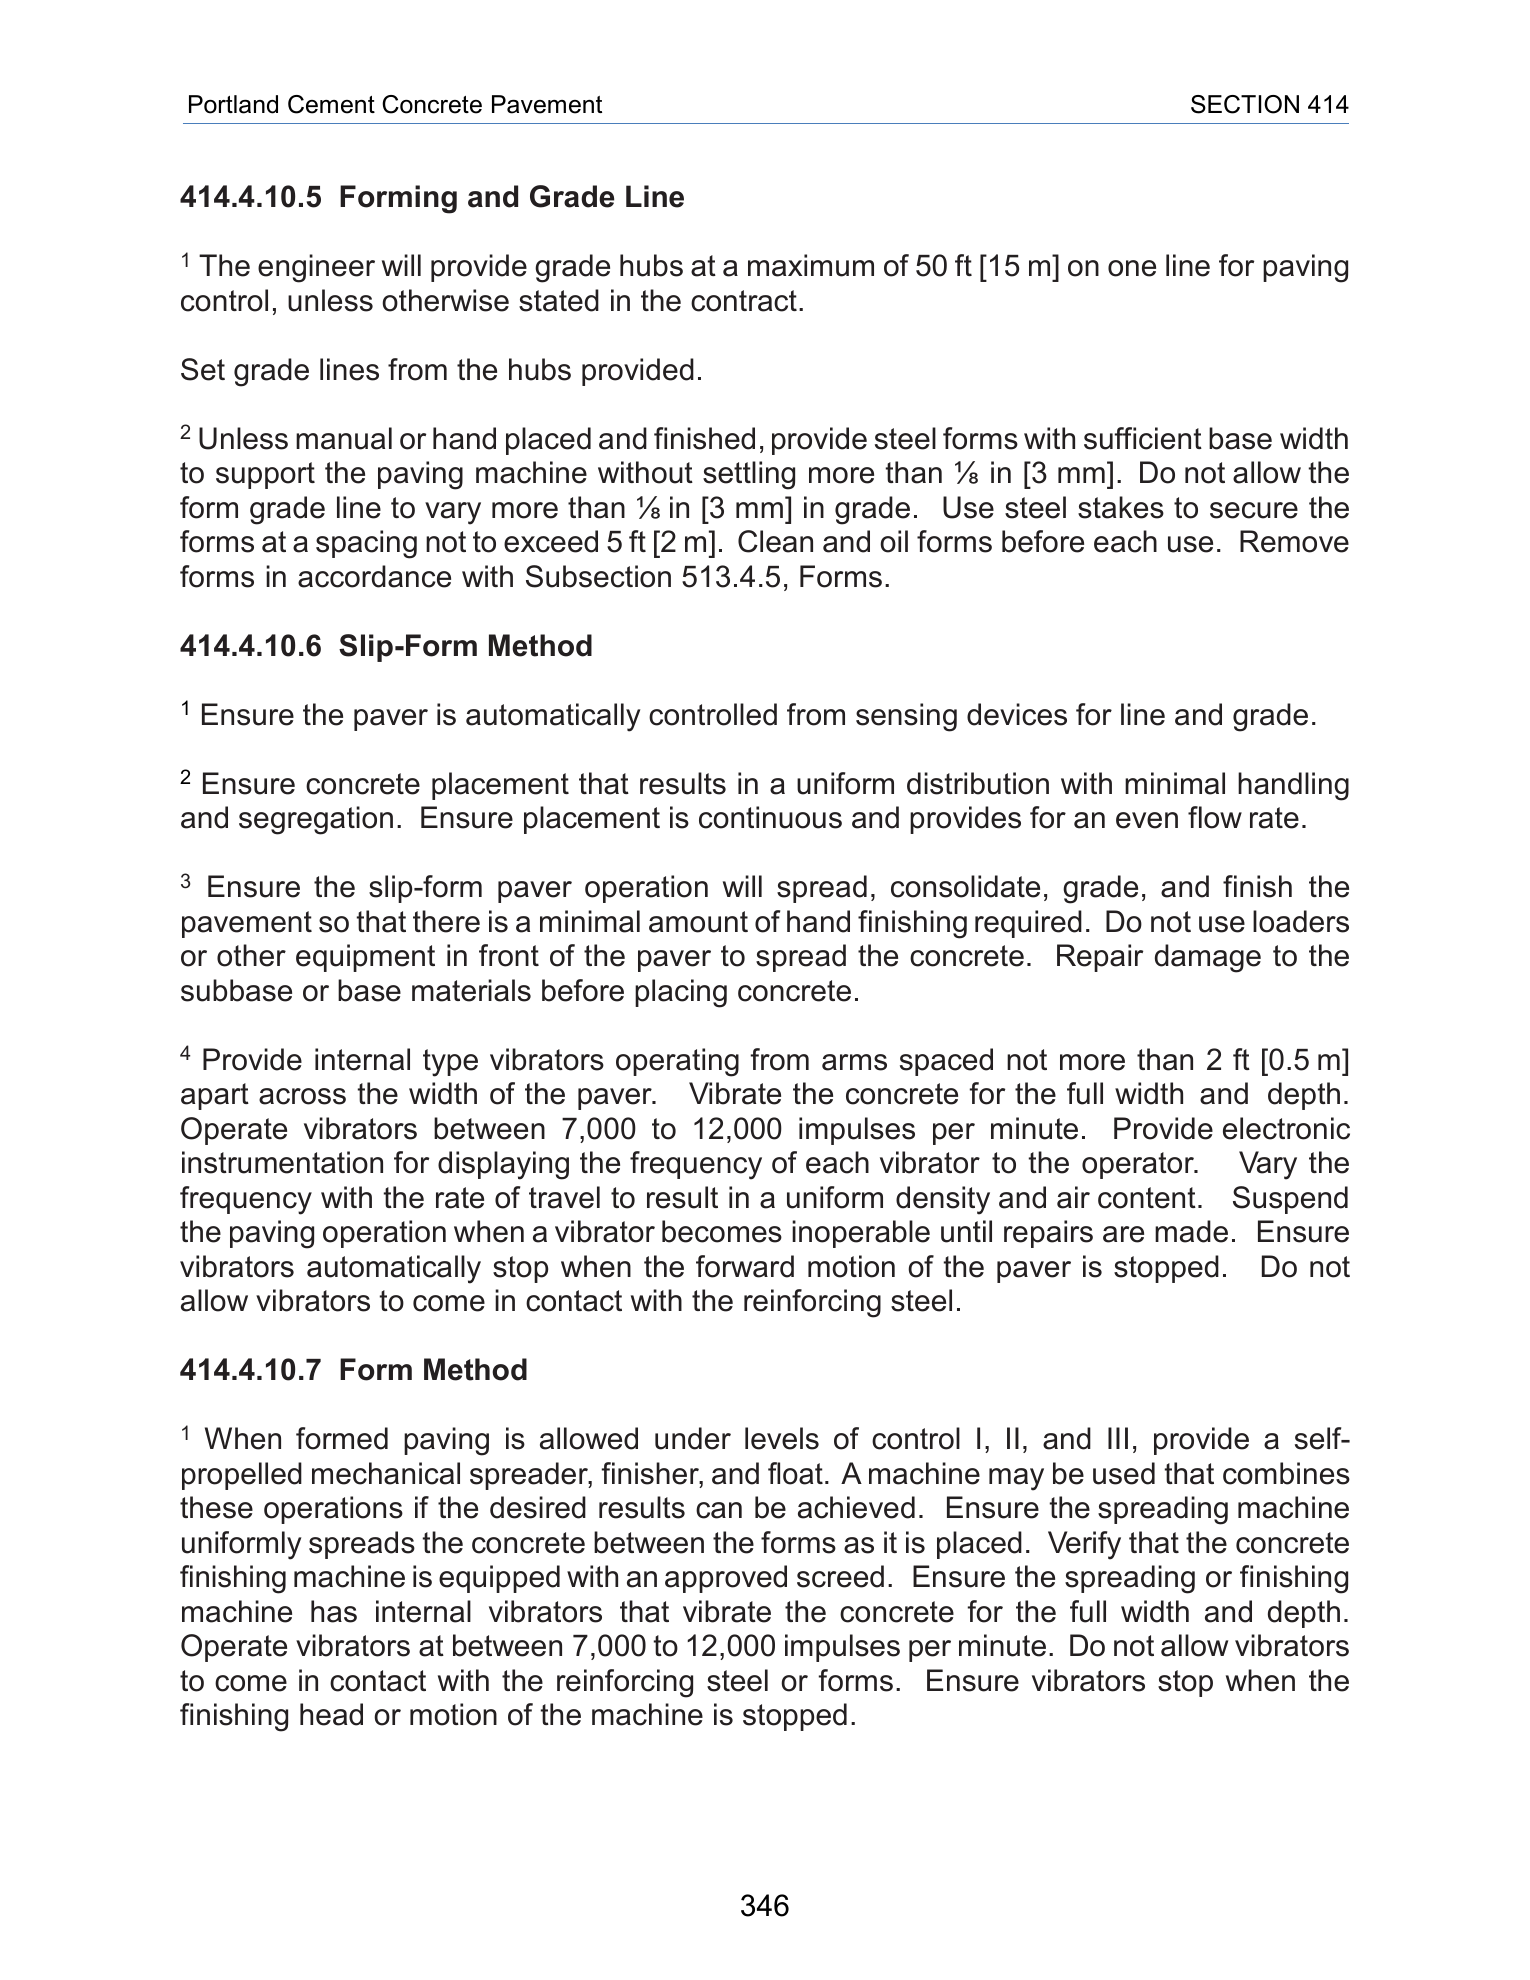 Portland Cement Concrete Pavement SECTION 414
414.4.10.5 Forming and Grade Line
1 The engineer will provide grade hubs at a maximum of 50 ft [15 m] on one line for paving
control, unless otherwise stated in the contract.
Set grade lines from the hubs provided.
2 Unless manual or hand placed and finished, provide steel forms with sufficient base width
to support the paving machine without settling more than ⅛ in [3 mm]. Do not allow the
form grade line to vary more than ⅛ in [3 mm] in grade. Use steel stakes to secure the
forms at a spacing not to exceed 5 ft [2 m]. Clean and oil forms before each use. Remove
forms in accordance with Subsection 513.4.5, Forms.
414.4.10.6 Slip-Form Method
1 Ensure the paver is automatically controlled from sensing devices for line and grade.
2 Ensure concrete placement that results in a uniform distribution with minimal handling
and segregation. Ensure placement is continuous and provides for an even flow rate.
3 Ensure the slip-form paver operation will spread, consolidate, grade, and finish the
pavement so that there is a minimal amount of hand finishing required. Do not use loaders
or other equipment in front of the paver to spread the concrete. Repair damage to the
subbase or base materials before placing concrete.
4 Provide internal type vibrators operating from arms spaced not more than 2 ft [0.5 m]
apart across the width of the paver. Vibrate the concrete for the full width and depth.
Operate vibrators between 7,000 to 12,000 impulses per minute. Provide electronic
instrumentation for displaying the frequency of each vibrator to the operator. Vary the
frequency with the rate of travel to result in a uniform density and air content. Suspend
the paving operation when a vibrator becomes inoperable until repairs are made. Ensure
vibrators automatically stop when the forward motion of the paver is stopped. Do not
allow vibrators to come in contact with the reinforcing steel.
414.4.10.7 Form Method
1 When formed paving is allowed under levels of control I, II, and III, provide a self-
propelled mechanical spreader, finisher, and float. A machine may be used that combines
these operations if the desired results can be achieved. Ensure the spreading machine
uniformly spreads the concrete between the forms as it is placed. Verify that the concrete
finishing machine is equipped with an approved screed. Ensure the spreading or finishing
machine has internal vibrators that vibrate the concrete for the full width and depth.
Operate vibrators at between 7,000 to 12,000 impulses per minute. Do not allow vibrators
to come in contact with the reinforcing steel or forms. Ensure vibrators stop when the
finishing head or motion of the machine is stopped.
346